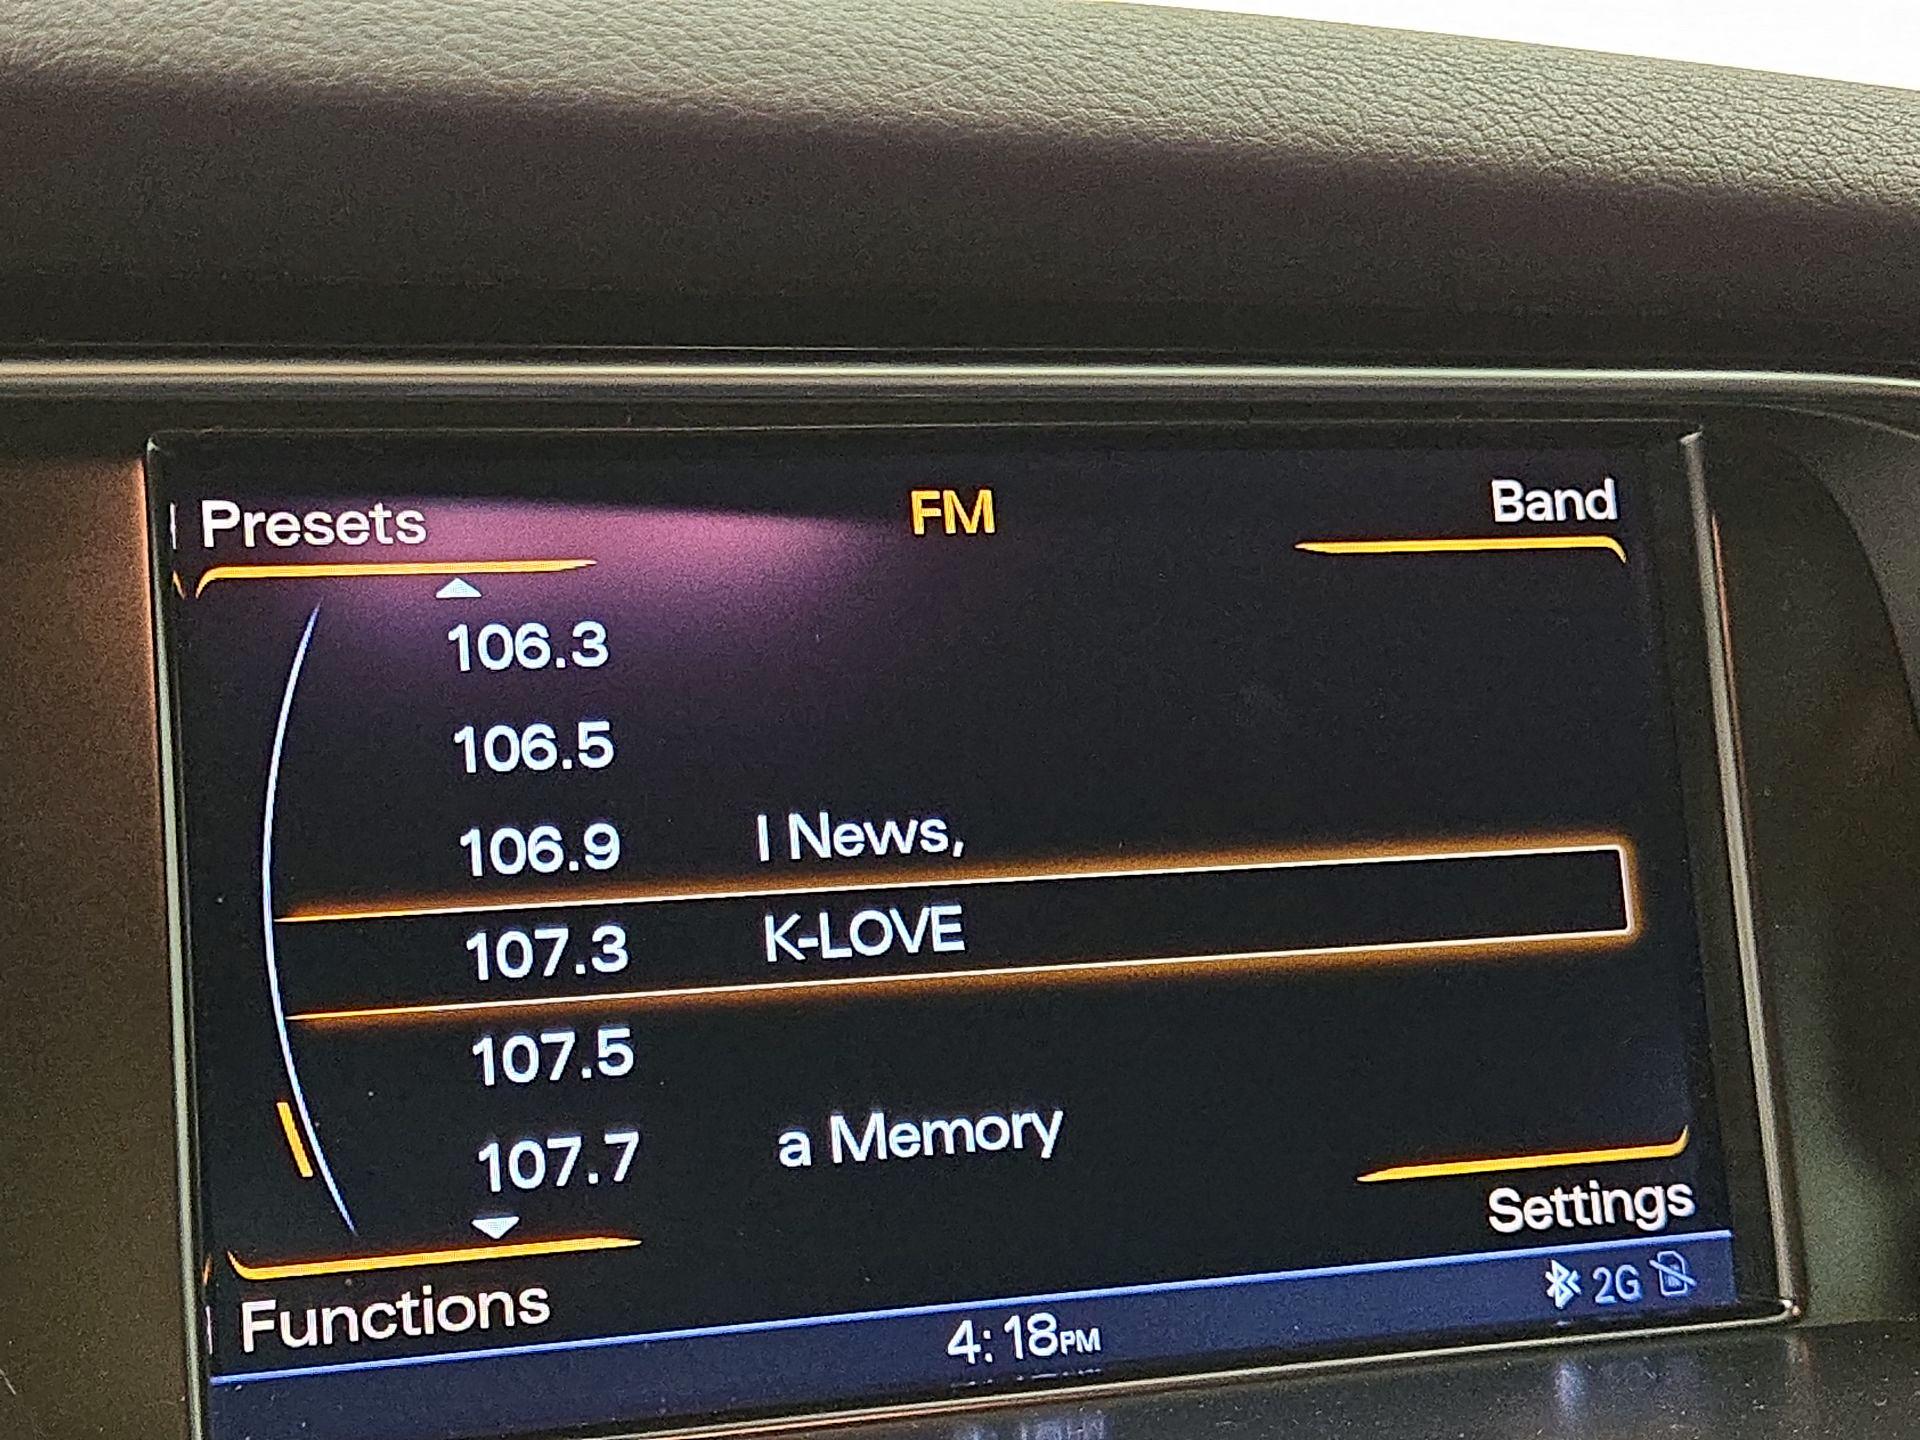 Presets FM Band
106.3
106.5
106.9 I News,
107.3 K-LOVE
107.5
107.7 a Memory
Settings
Functions
4:18PM
2G